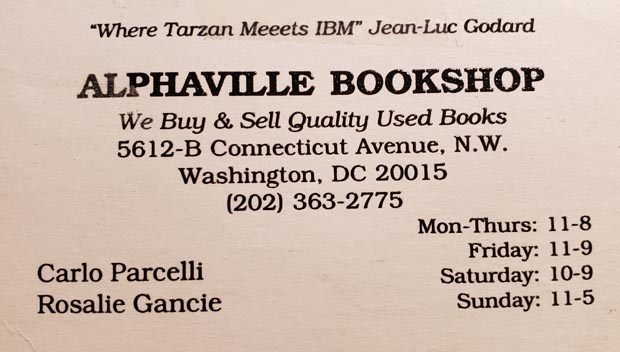 "Where Tarzan Meeets IBM" Jean-Luc Godard
ALPHAVILLE BOOKSHOP
We Buy & Sell Quality Used Books
5612-B Connecticut Avenue, N.W.
Washington, DC 20015
(202) 363-2775
Mon-Thurs: 11-8
Friday: 11-9
Saturday: 10-9
Sunday: 11-5
Carlo Parcelli
Rosalie Gancie